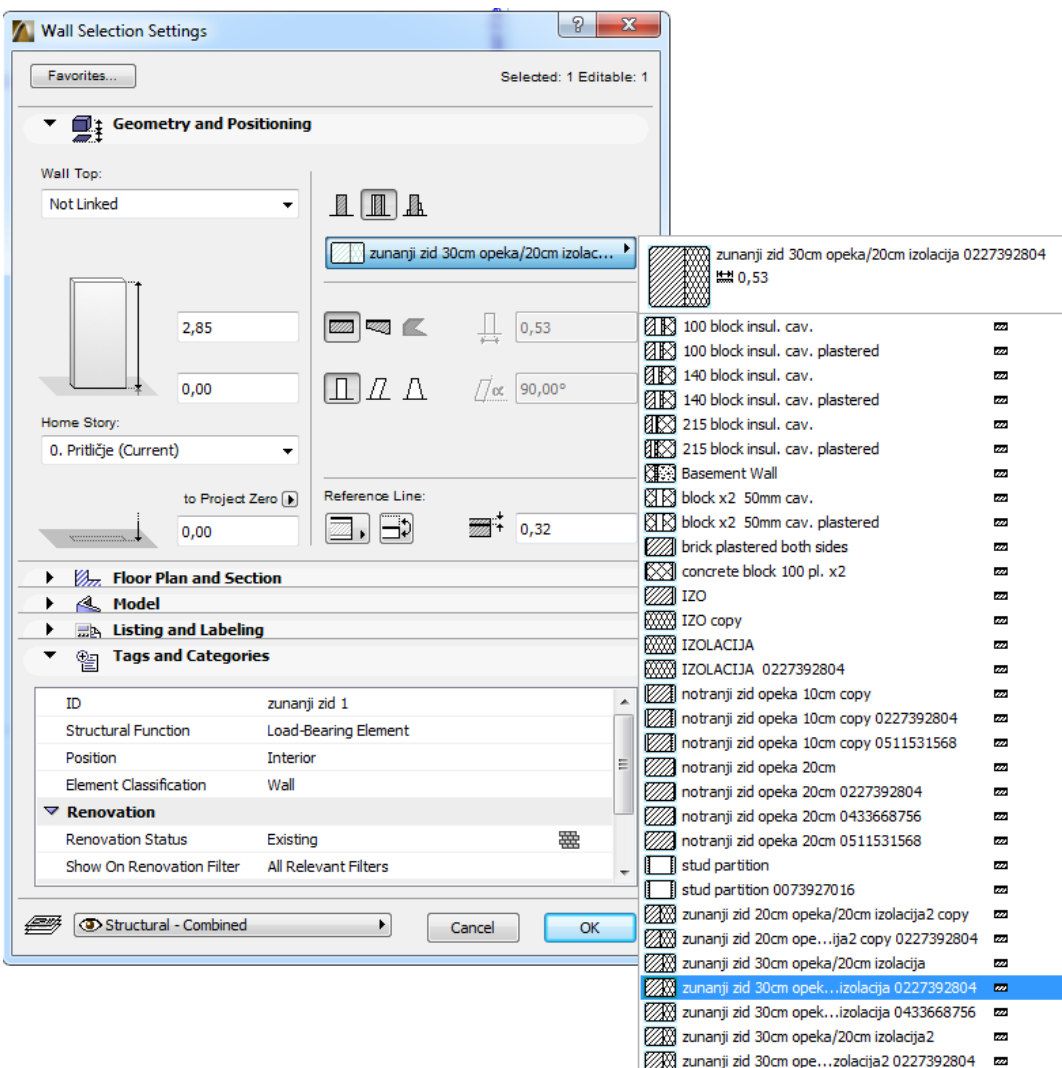 Wall Selection Settings
Favorites...
Selected: 1 Editable: 1
Geometry and Positioning
Wall Top:
Not Linked
2,85
0,00
Home Story:
0. Pritličje (Current)
to Project Zero
0,00
zunanji zid 30cm opeka/20cm izolac...
0,53
α 90,00°
Reference Line:
0,32
Floor Plan and Section
Model
Listing and Labeling
Tags and Categories
ID zunanji zid 1
Structural Function Load-Bearing Element
Position Interior
Element Classification Wall
Renovation
Renovation Status Existing
Show On Renovation Filter All Relevant Filters
Structural - Combined
Cancel
OK
zunanji zid 30cm opeka/20cm izolacija 0227392804
0,53
100 block insul. cav.
100 block insul. cav. plastered
140 block insul. cav.
140 block insul. cav. plastered
215 block insul. cav.
215 block insul. cav. plastered
Basement Wall
block x2 50mm cav.
block x2 50mm cav. plastered
brick plastered both sides
concrete block 100 pl. x2
IZO
IZO copy
IZOLACIJA
IZOLACIJA 0227392804
notranji zid opeka 10cm copy
notranji zid opeka 10cm copy 0227392804
notranji zid opeka 10cm copy 0511531568
notranji zid opeka 20cm
notranji zid opeka 20cm 0227392804
notranji zid opeka 20cm 0433668756
notranji zid opeka 20cm 0511531568
stud partition
stud partition 0073927016
zunanji zid 20cm opeka/20cm izolacija2 copy
zunanji zid 20cm ope...ija2 copy 0227392804
zunanji zid 30cm opeka/20cm izolacija
zunanji zid 30cm opek...izolacija 0227392804
zunanji zid 30cm opek...izolacija 0433668756
zunanji zid 30cm opeka/20cm izolacija2
zunanji zid 30cm ope...zolacija2 0227392804